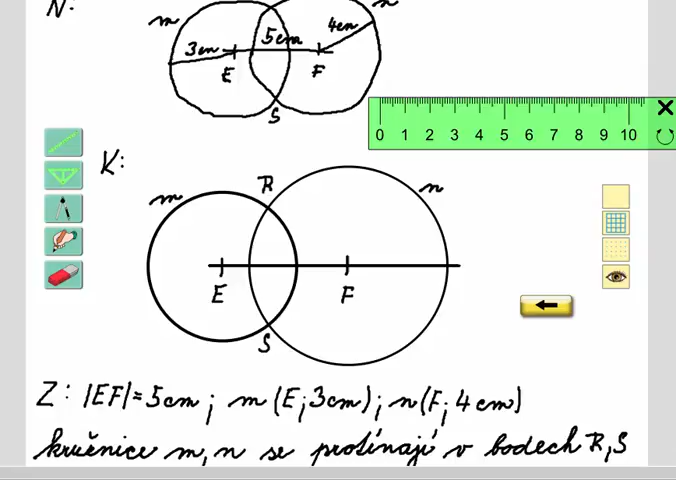 N:
m
n
3cm 5cm 4cm
E F
S
0 1 2 3 4 5 6 7 8 9 10
K:
m R n
E F
S
Z: |EF|=5cm; m(E;3cm); n(F;4cm)
kružnice m, n se protínají v bodech R,S